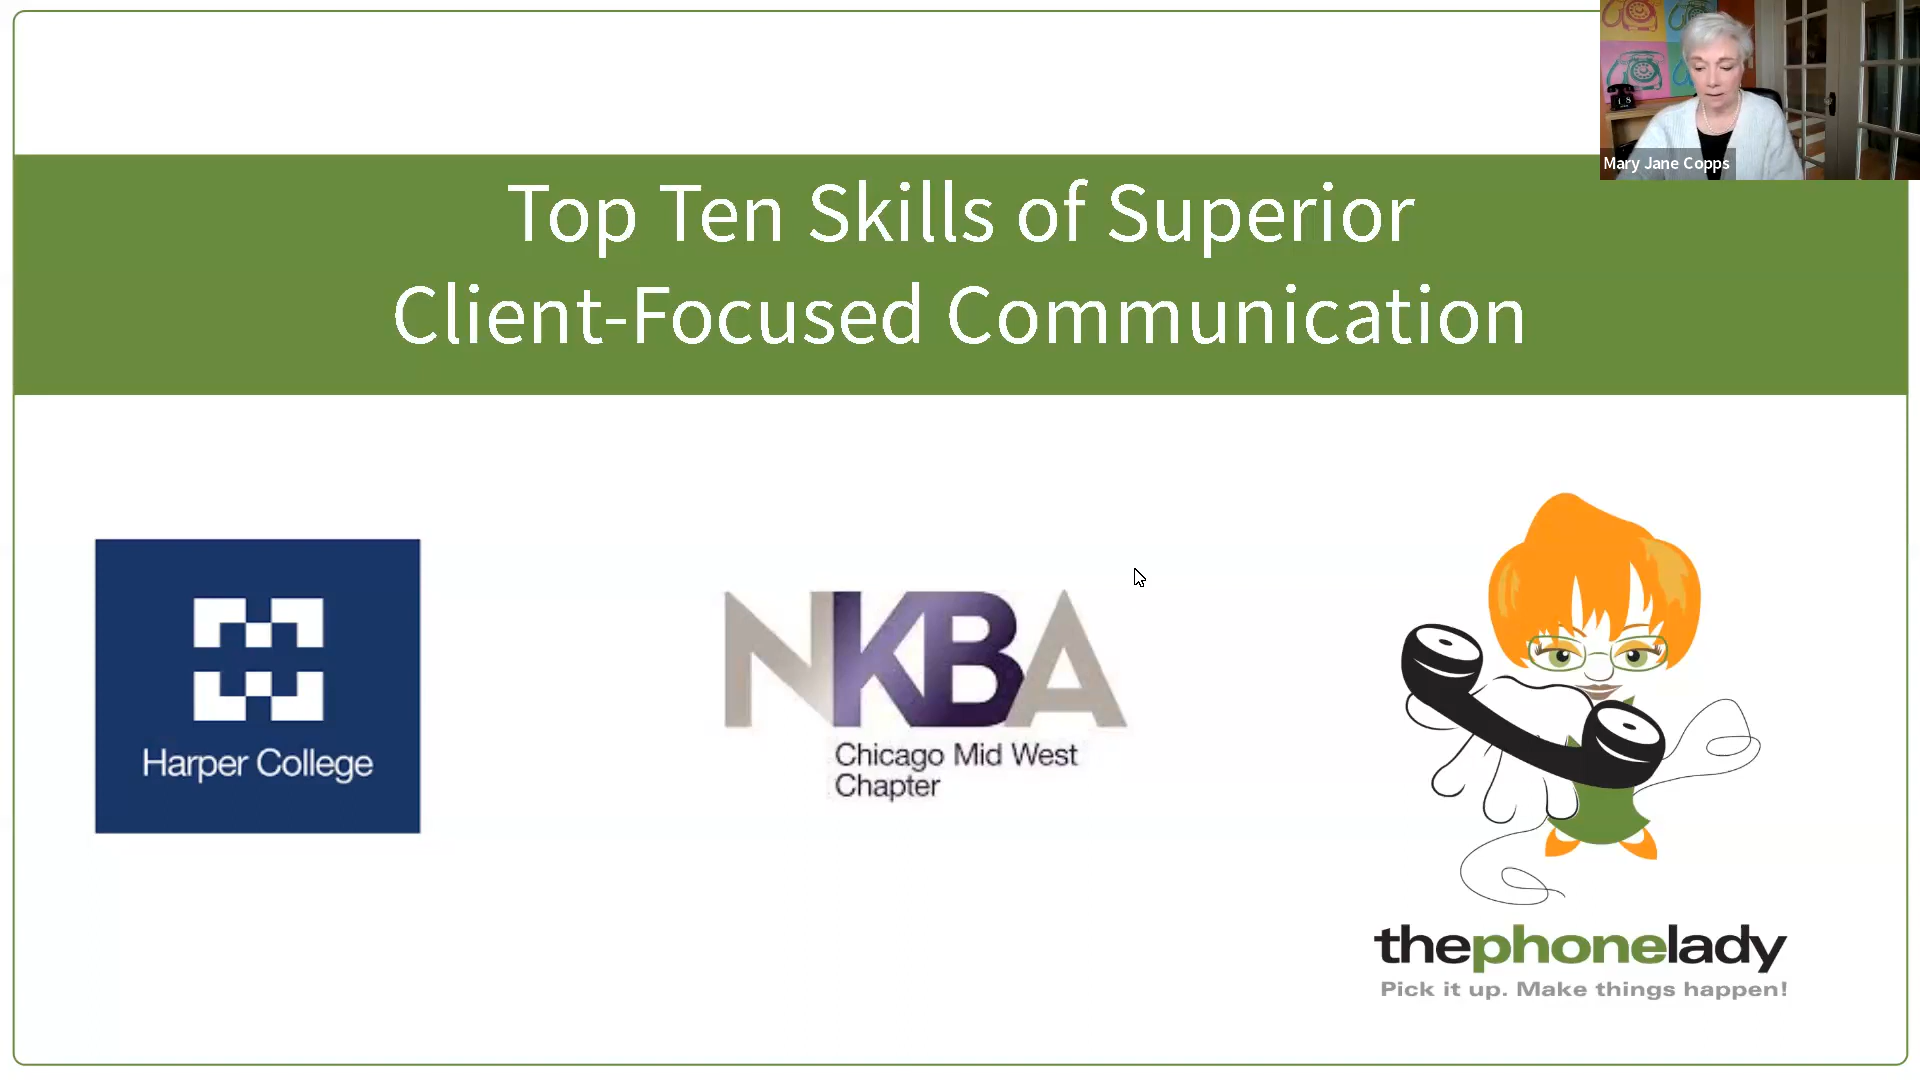 Mary Jane Copps
Top Ten Skills of Superior
Client-Focused Communication
Harper College
NKBA
Chicago Mid West
Chapter
thephonelady
Pick it up. Make things happen!